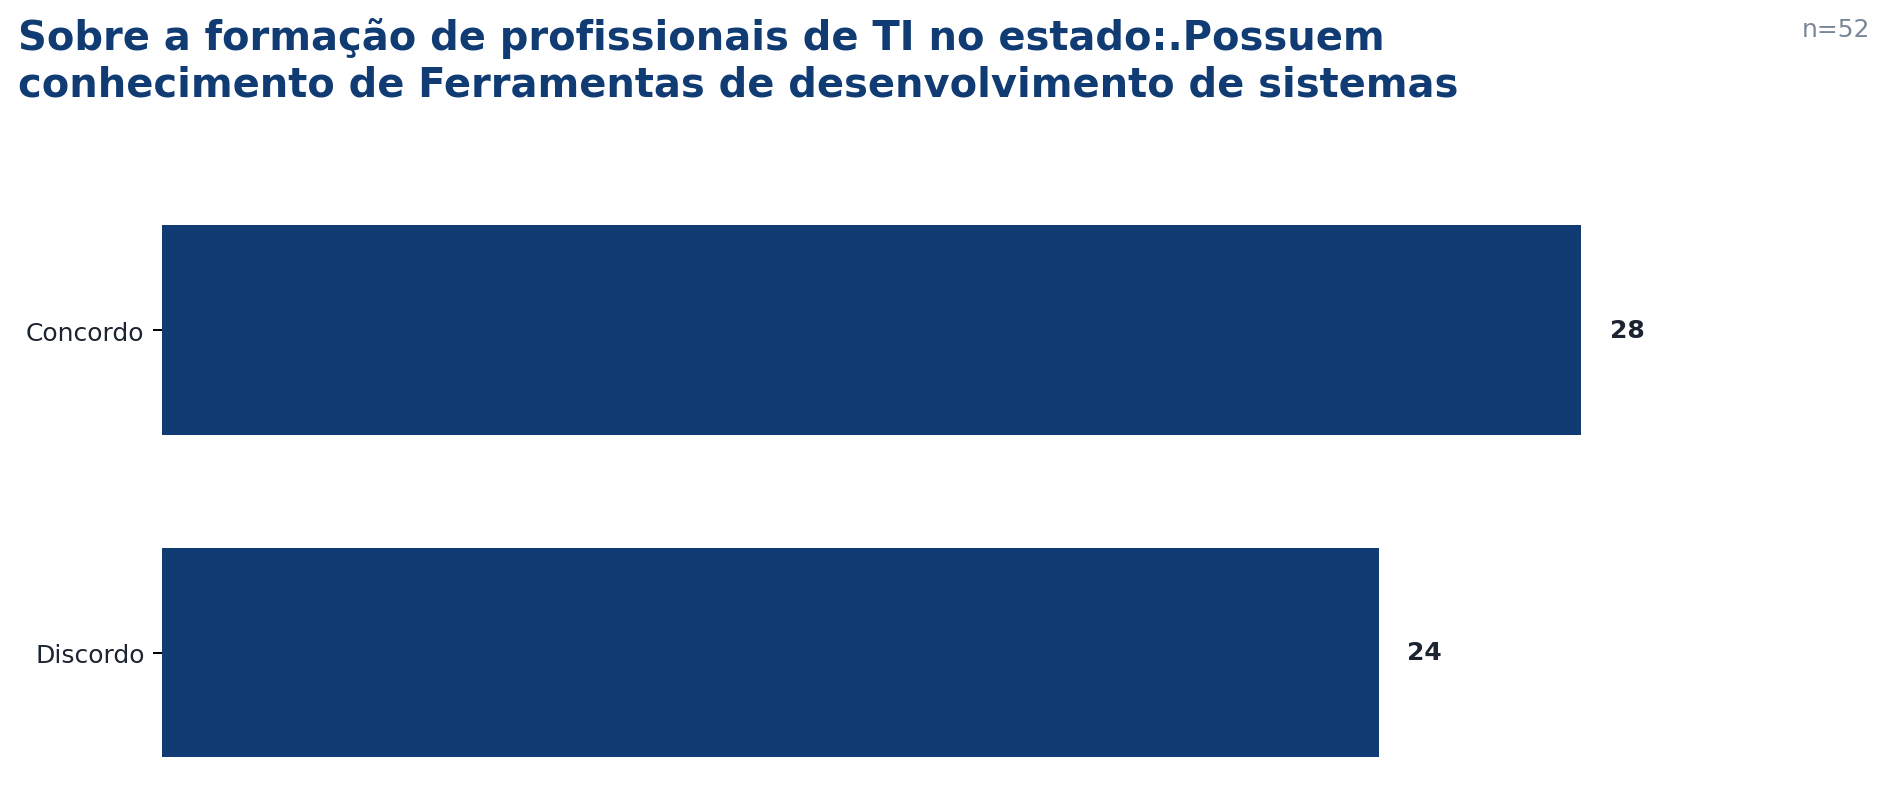 Sobre a formação de profissionais de TI no estado:.Possuem
conhecimento de Ferramentas de desenvolvimento de sistemas
n=52
Concordo
28
Discordo
24